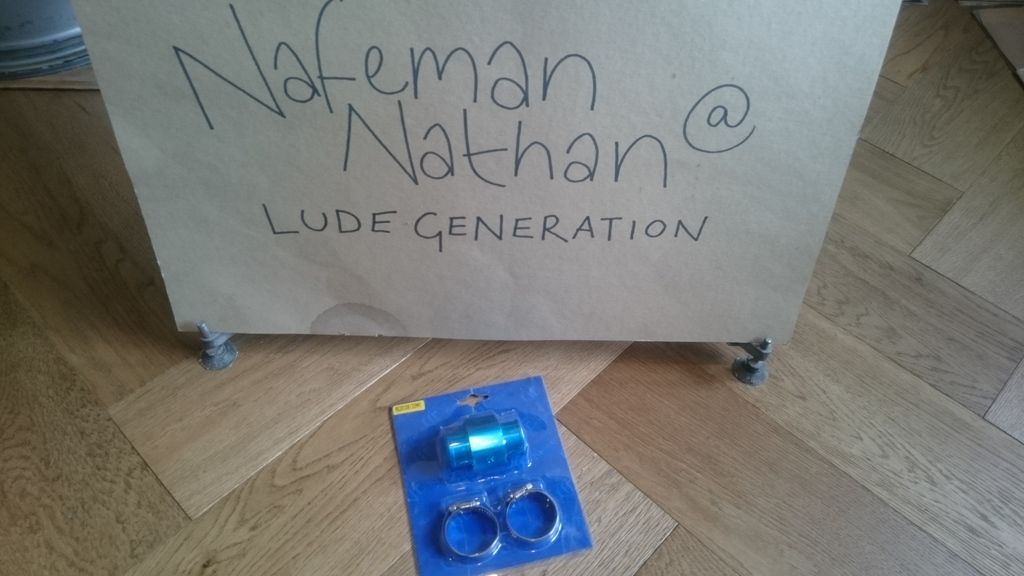 Nafeman
Nathan @
LUDE GENERATION